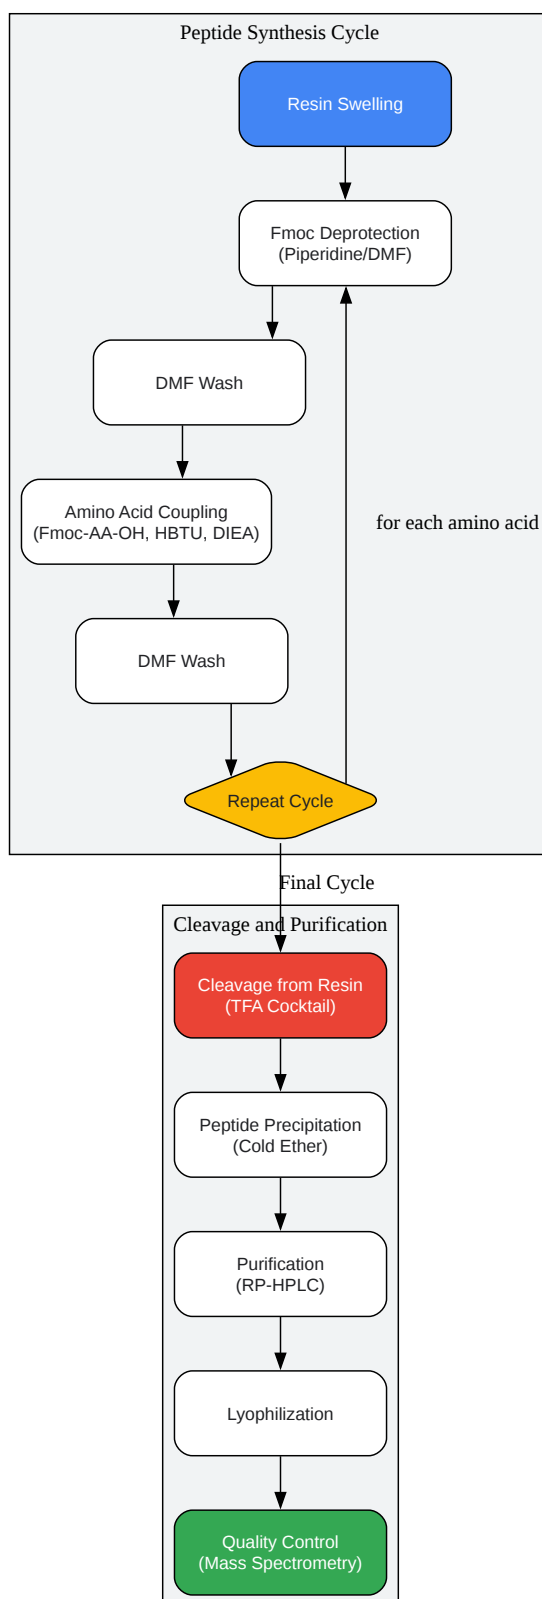 Peptide Synthesis Cycle
Resin Swelling
Fmoc Deprotection
(Piperidine/DMF)
DMF Wash
Amino Acid Coupling
(Fmoc-AA-OH, HBTU, DIEA)
for each amino acid
DMF Wash
Repeat Cycle
Final Cycle
Cleavage and Purification
Cleavage from Resin
(TFA Cocktail)
Peptide Precipitation
(Cold Ether)
Purification
(RP-HPLC)
Lyophilization
Quality Control
(Mass Spectrometry)